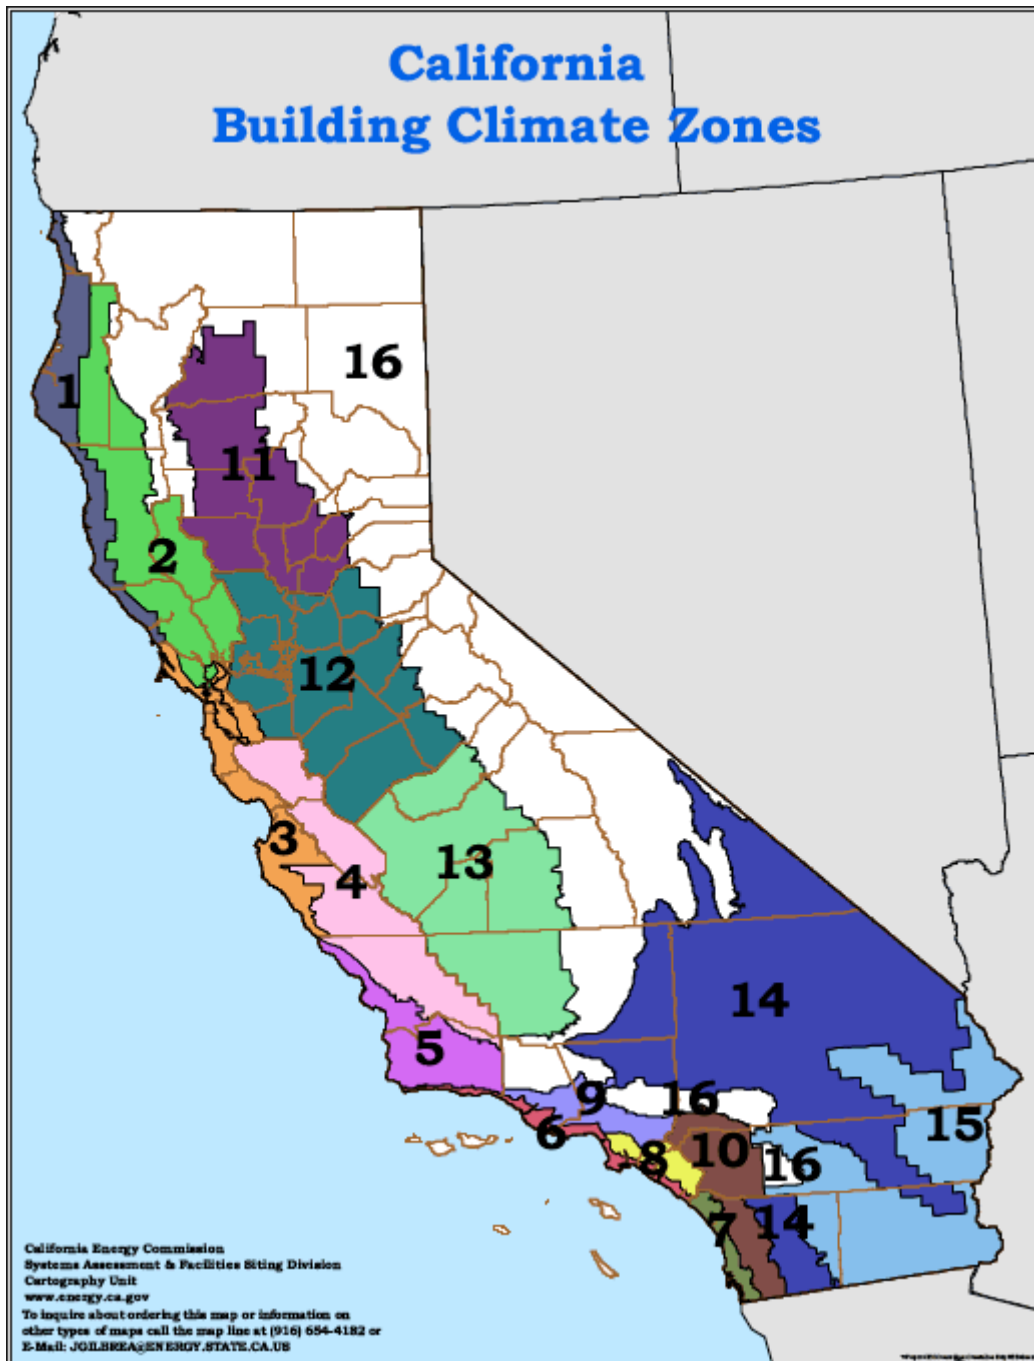 California
Building Climate Zones
16
1
11
2
12
3
13
4
14
5
9
16
6
15
8
10
16
7
14
California Energy Commission
Systems Assessment & Facilities Siting Division
Cartography Unit
www.energy.ca.gov
To inquire about ordering this map or information on
other types of maps call the map line at (916) 654-4182 or
E-Mail: JGILBREA@ENERGY.STATE.CA.US